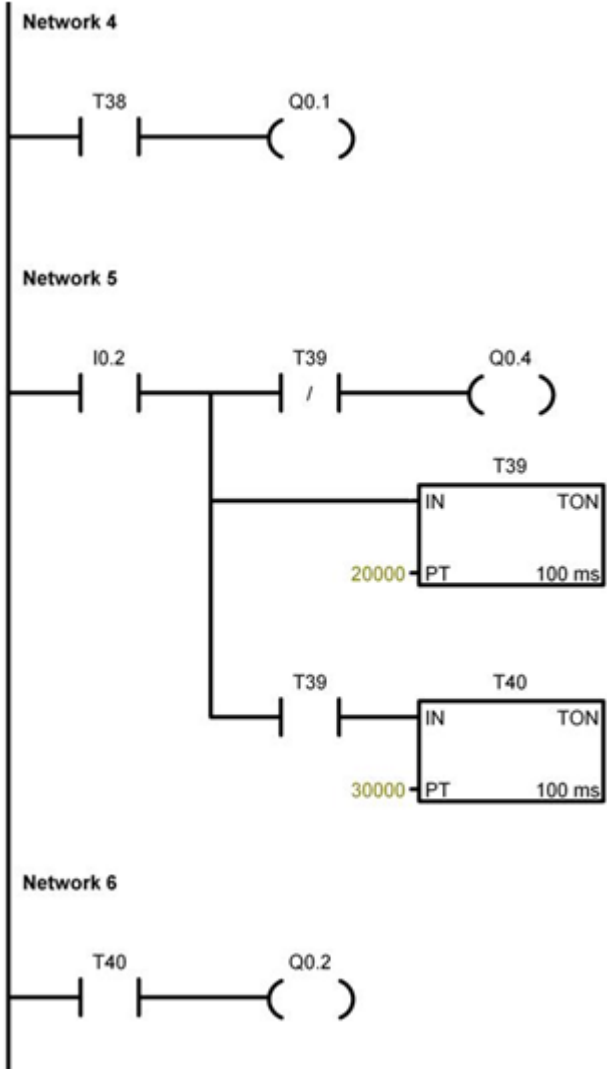 Network 4
T38 Q0.1
Network 5
I0.2 T39 Q0.4
/
T39
IN TON
20000 PT 100 ms
T39 T40
IN TON
30000 PT 100 ms
Network 6
T40 Q0.2